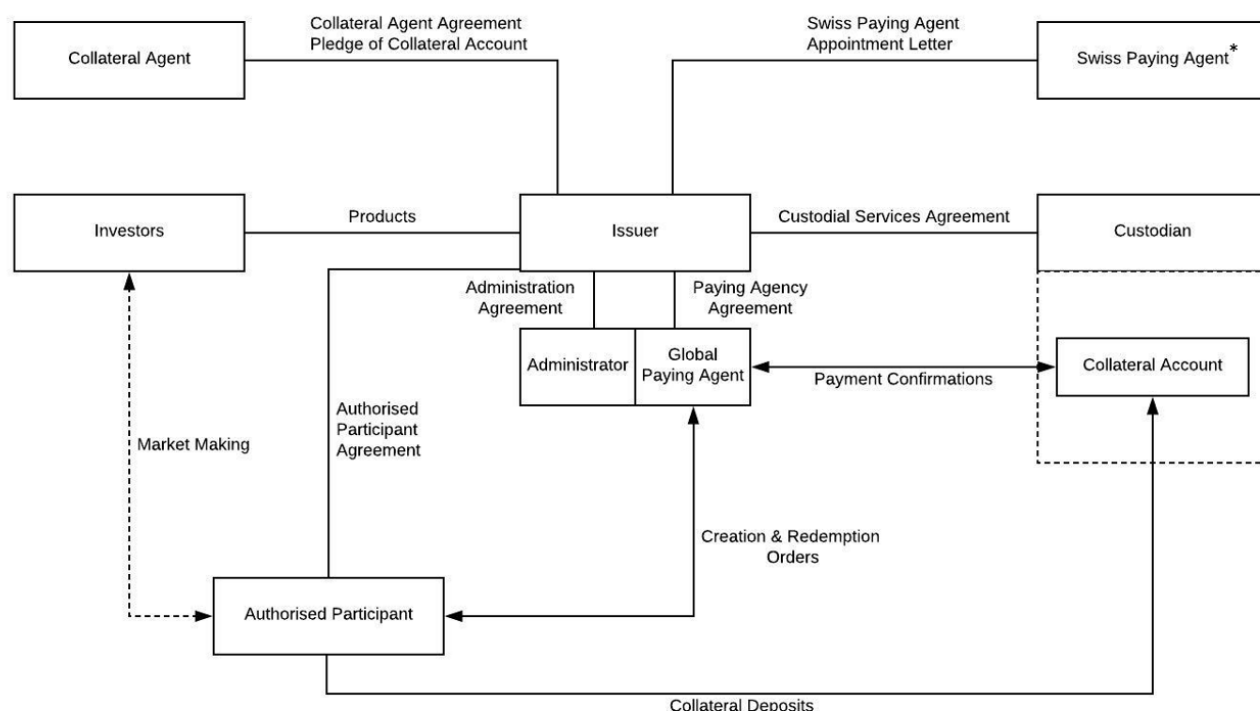 Collateral Agent Agreement
Pledge of Collateral Account
Swiss Paying Agent
Appointment Letter
Collateral Agent
Swiss Paying Agent*
Investors
Products
Issuer
Custodial Services Agreement
Custodian
Administration
Agreement
Paying Agency
Agreement
Administrator
Global
Paying Agent
Payment Confirmations
Collateral Account
Authorised
Participant
Agreement
Market Making
Creation & Redemption
Orders
Authorised Participant
Collateral Deposits